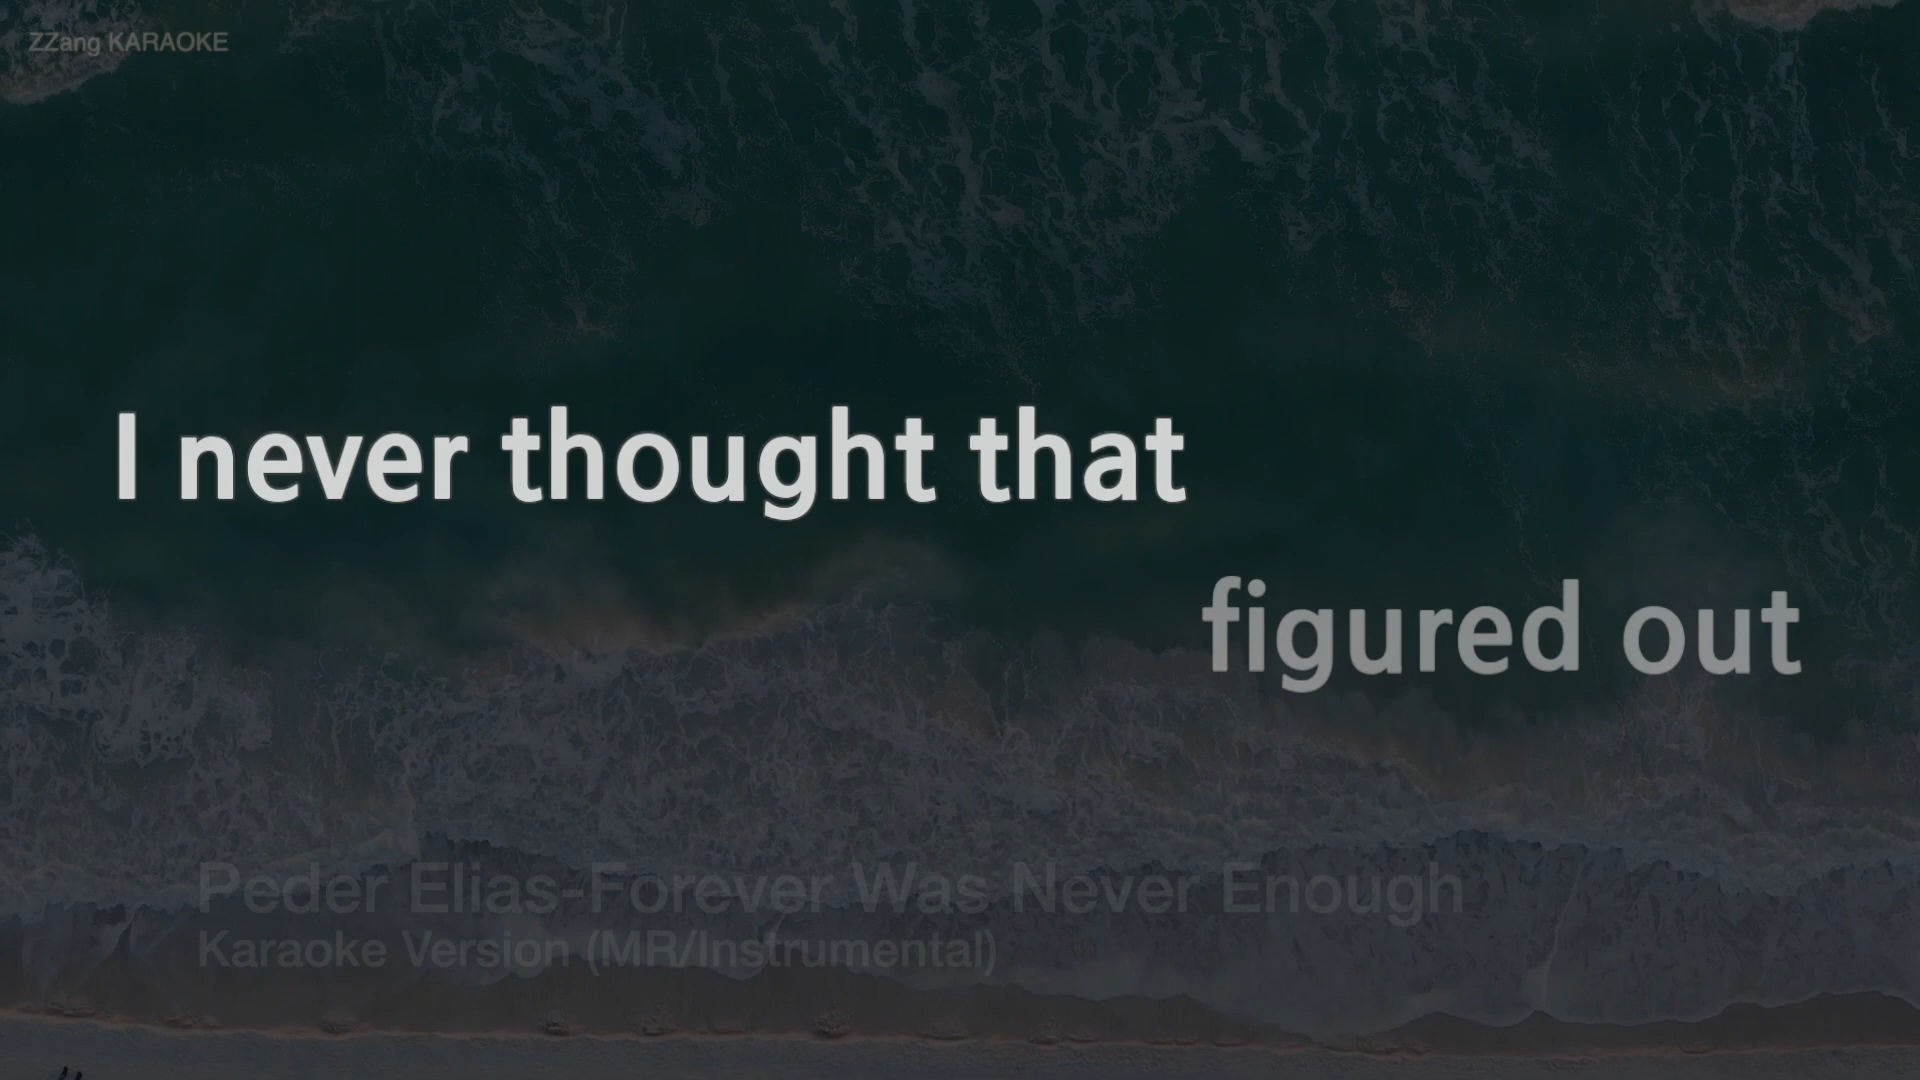 ZZang KARAOKE
I never thought that
figured out
Peder Elias-Forever Was Never Enough
Karaoke Version (MR/Instrumental)